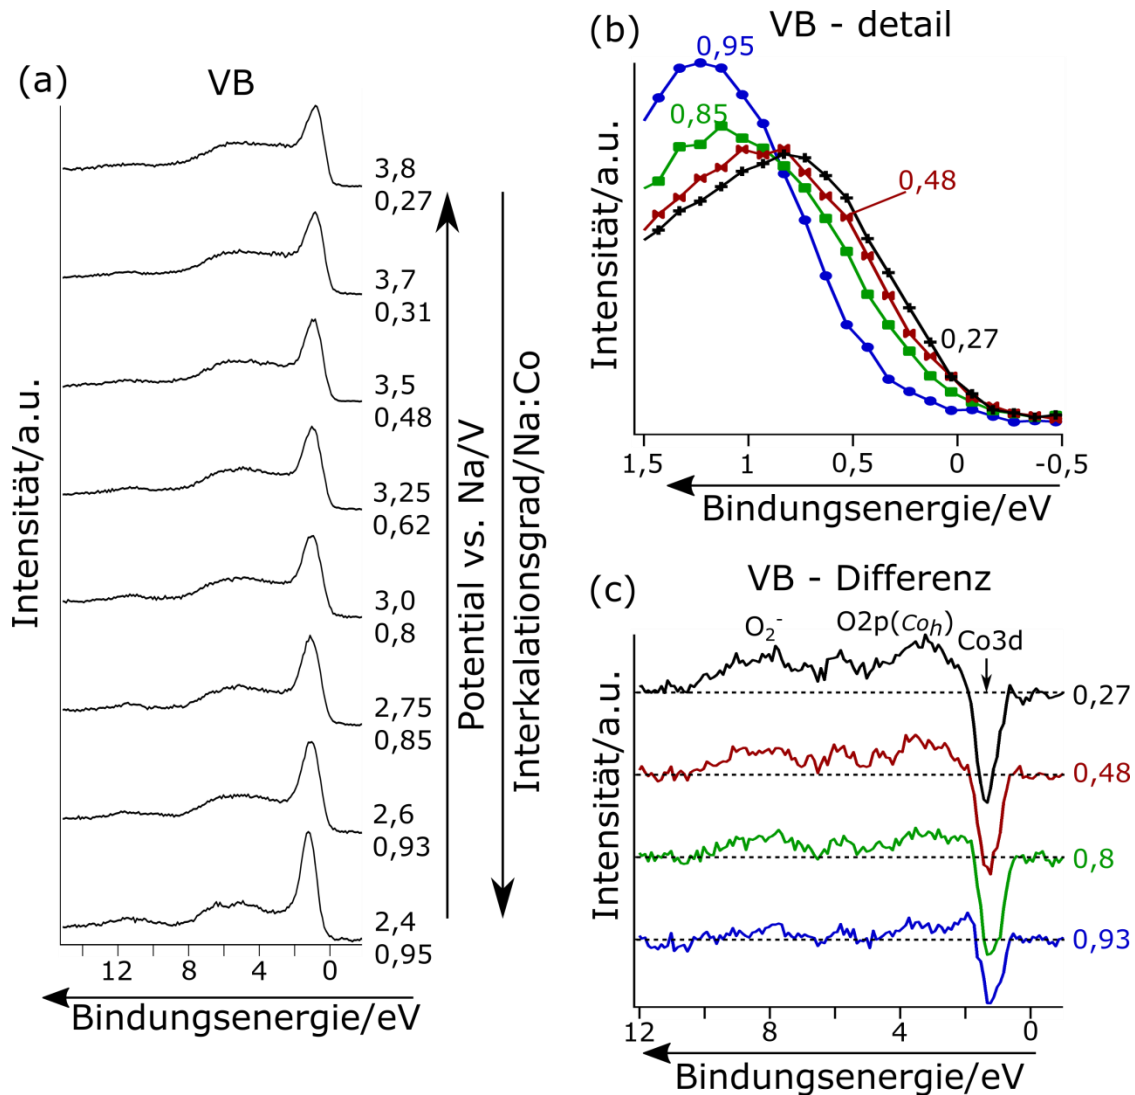 (a)
VB
Intensität/a.u.
3,8
0,27
3,7
0,31
3,5
0,48
3,25
0,62
3,0
0,8
2,75
0,85
2,6
0,93
2,4
0,95
12 8 4 0
Bindungsenergie/eV
Potential vs. Na/V
Interkalationsgrad/Na:Co
(b)
VB - detail
Intensität/a.u.
0,95
0,85
0,48
0,27
1,5 1 0,5 0 -0,5
Bindungsenergie/eV
(c)
VB - Differenz
Intensität/a.u.
O₂⁻ O2p(Coₕ) Co3d
0,27
0,48
0,8
0,93
12 8 4 0
Bindungsenergie/eV